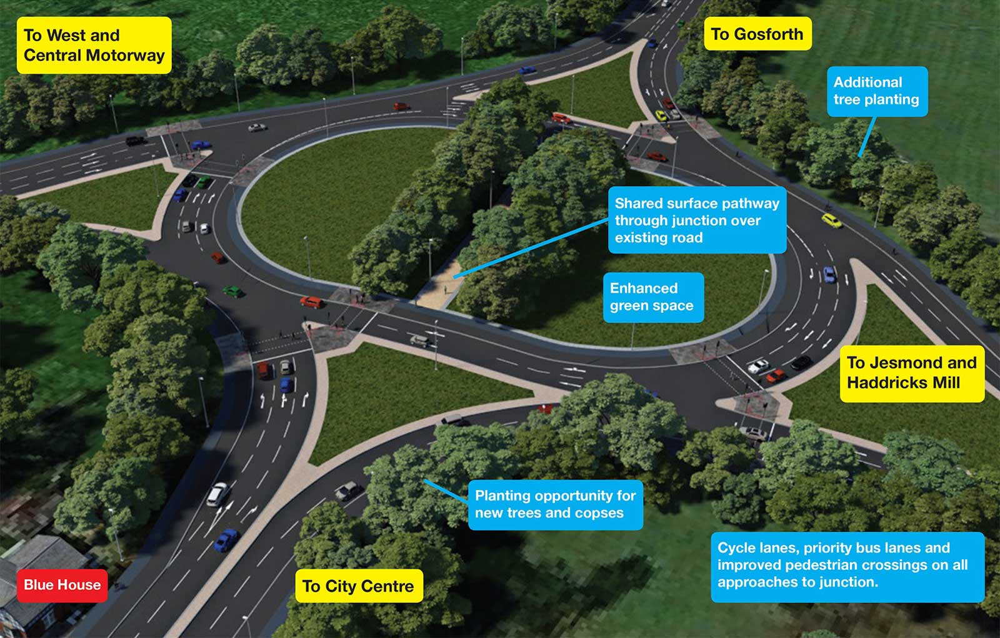 To West and
Central Motorway
To Gosforth
Additional
tree planting
Shared surface pathway
through junction over
existing road
Enhanced
green space
To Jesmond and
Haddricks Mill
Planting opportunity for
new trees and copses
Cycle lanes, priority bus lanes and
improved pedestrian crossings on all
approaches to junction.
Blue House
To City Centre